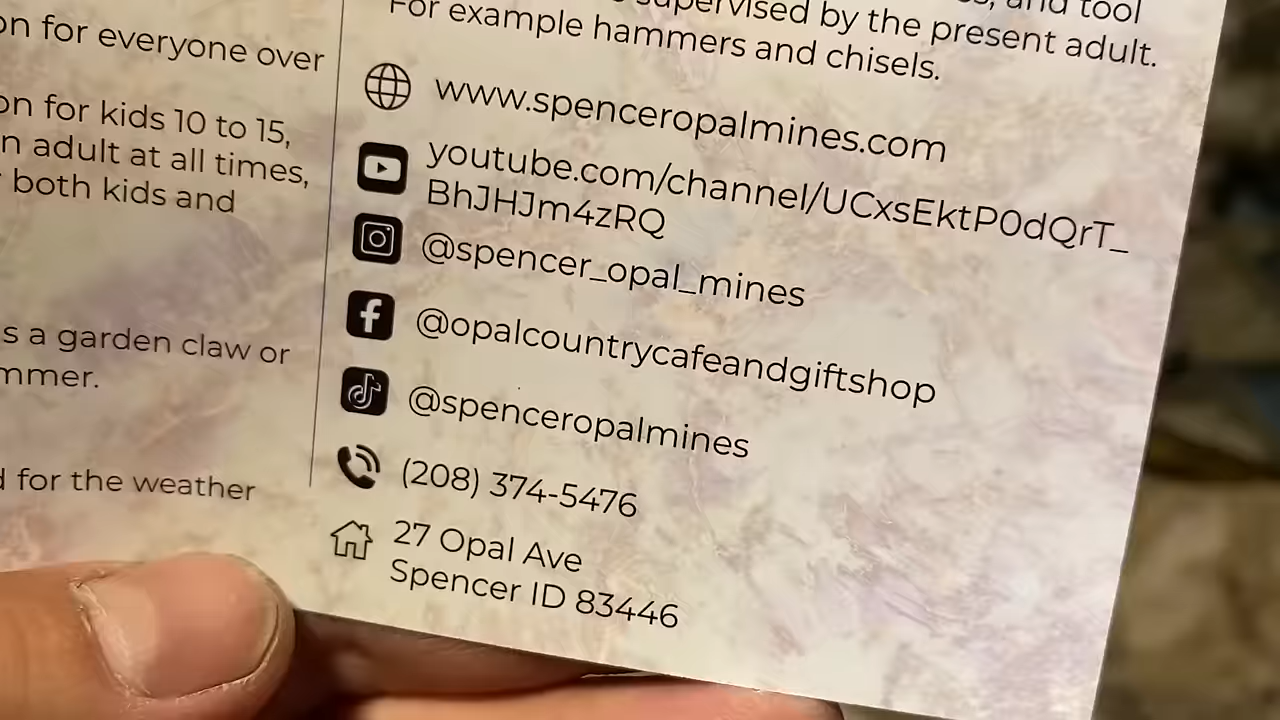 on for everyone over
on for kids 10 to 15,
n adult at all times,
both kids and
s a garden claw or
mmer.
d for the weather
and tool
supervised by the present adult.
For example hammers and chisels.
www.spenceropalmines.com
youtube.com/channel/UCxsEktP0dQrT_
BhJHJm4zRQ
@spencer_opal_mines
@opalcountrycafeandgiftshop
@spenceropalmines
(208) 374-5476
27 Opal Ave
Spencer ID 83446